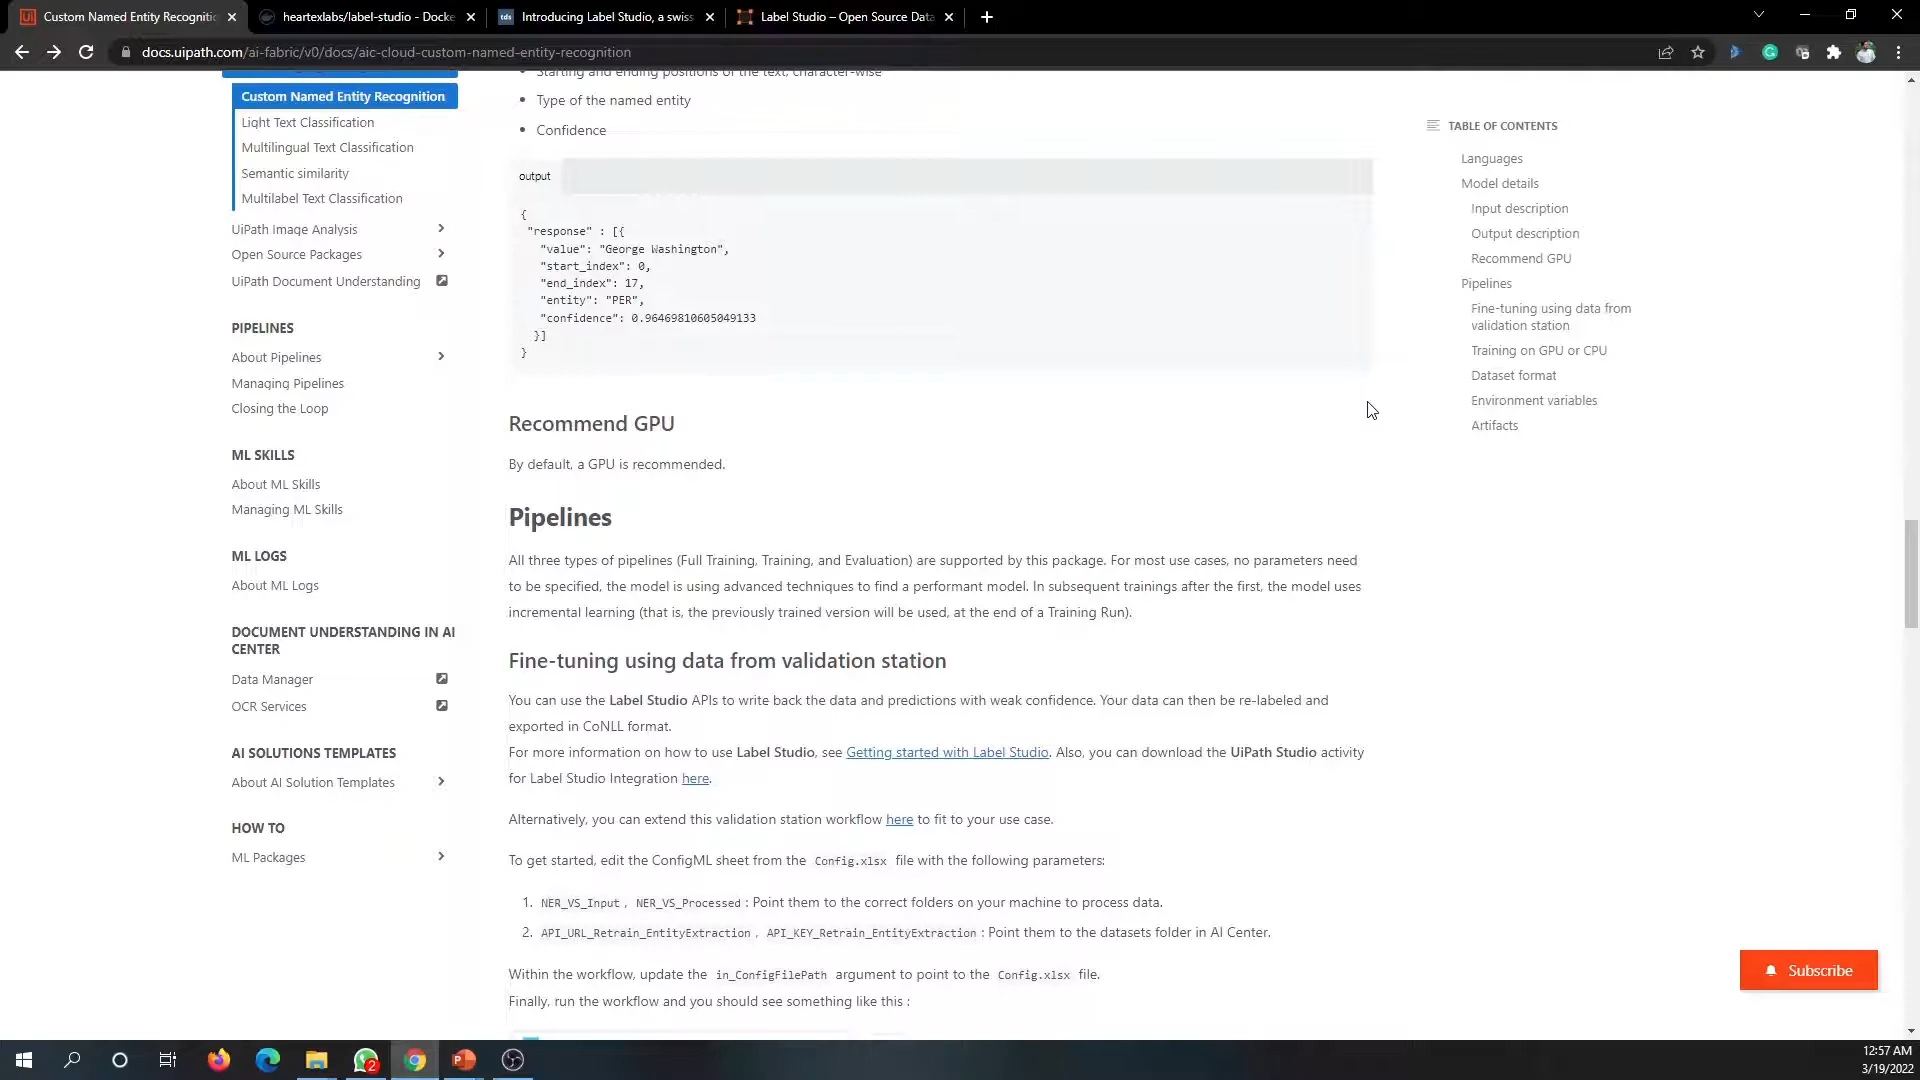 Custom Named Entity Recognitic
heartexlabs/label-studio - Docke
tds
Introducing Label Studio, a swiss
Label Studio – Open Source Data
docs.uipath.com/ai-fabric/v0/docs/aic-cloud-custom-named-entity-recognition
Custom Named Entity Recognition
Light Text Classification
Multilingual Text Classification
Semantic similarity
Multilabel Text Classification
UiPath Image Analysis
Open Source Packages
UiPath Document Understanding
PIPELINES
About Pipelines
Managing Pipelines
Closing the Loop
ML SKILLS
About ML Skills
Managing ML Skills
ML LOGS
About ML Logs
DOCUMENT UNDERSTANDING IN AI
CENTER
Data Manager
OCR Services
AI SOLUTIONS TEMPLATES
About AI Solution Templates
HOW TO
ML Packages
Starting and ending positions of the text, character-wise
Type of the named entity
Confidence
output
{
"response" : [{
"value": "George Washington",
"start_index": 0,
"end_index": 17,
"entity": "PER",
"confidence": 0.96469810605049133
}]
}
Recommend GPU
By default, a GPU is recommended.
Pipelines
All three types of pipelines (Full Training, Training, and Evaluation) are supported by this package. For most use cases, no parameters need
to be specified, the model is using advanced techniques to find a performant model. In subsequent trainings after the first, the model uses
incremental learning (that is, the previously trained version will be used, at the end of a Training Run).
Fine-tuning using data from validation station
You can use the Label Studio APIs to write back the data and predictions with weak confidence. Your data can then be re-labeled and
exported in CoNLL format.
For more information on how to use Label Studio, see Getting started with Label Studio. Also, you can download the UiPath Studio activity
for Label Studio Integration here.
Alternatively, you can extend this validation station workflow here to fit to your use case.
To get started, edit the ConfigML sheet from the Config.xlsx file with the following parameters:
1. NER_VS_Input , NER_VS_Processed : Point them to the correct folders on your machine to process data.
2. API_URL_Retrain_EntityExtraction , API_KEY_Retrain_EntityExtraction : Point them to the datasets folder in AI Center.
Within the workflow, update the in_ConfigFilePath argument to point to the Config.xlsx file.
Finally, run the workflow and you should see something like this :
TABLE OF CONTENTS
Languages
Model details
Input description
Output description
Recommend GPU
Pipelines
Fine-tuning using data from
validation station
Training on GPU or CPU
Dataset format
Environment variables
Artifacts
Subscribe
2
12:57 AM
3/19/2022